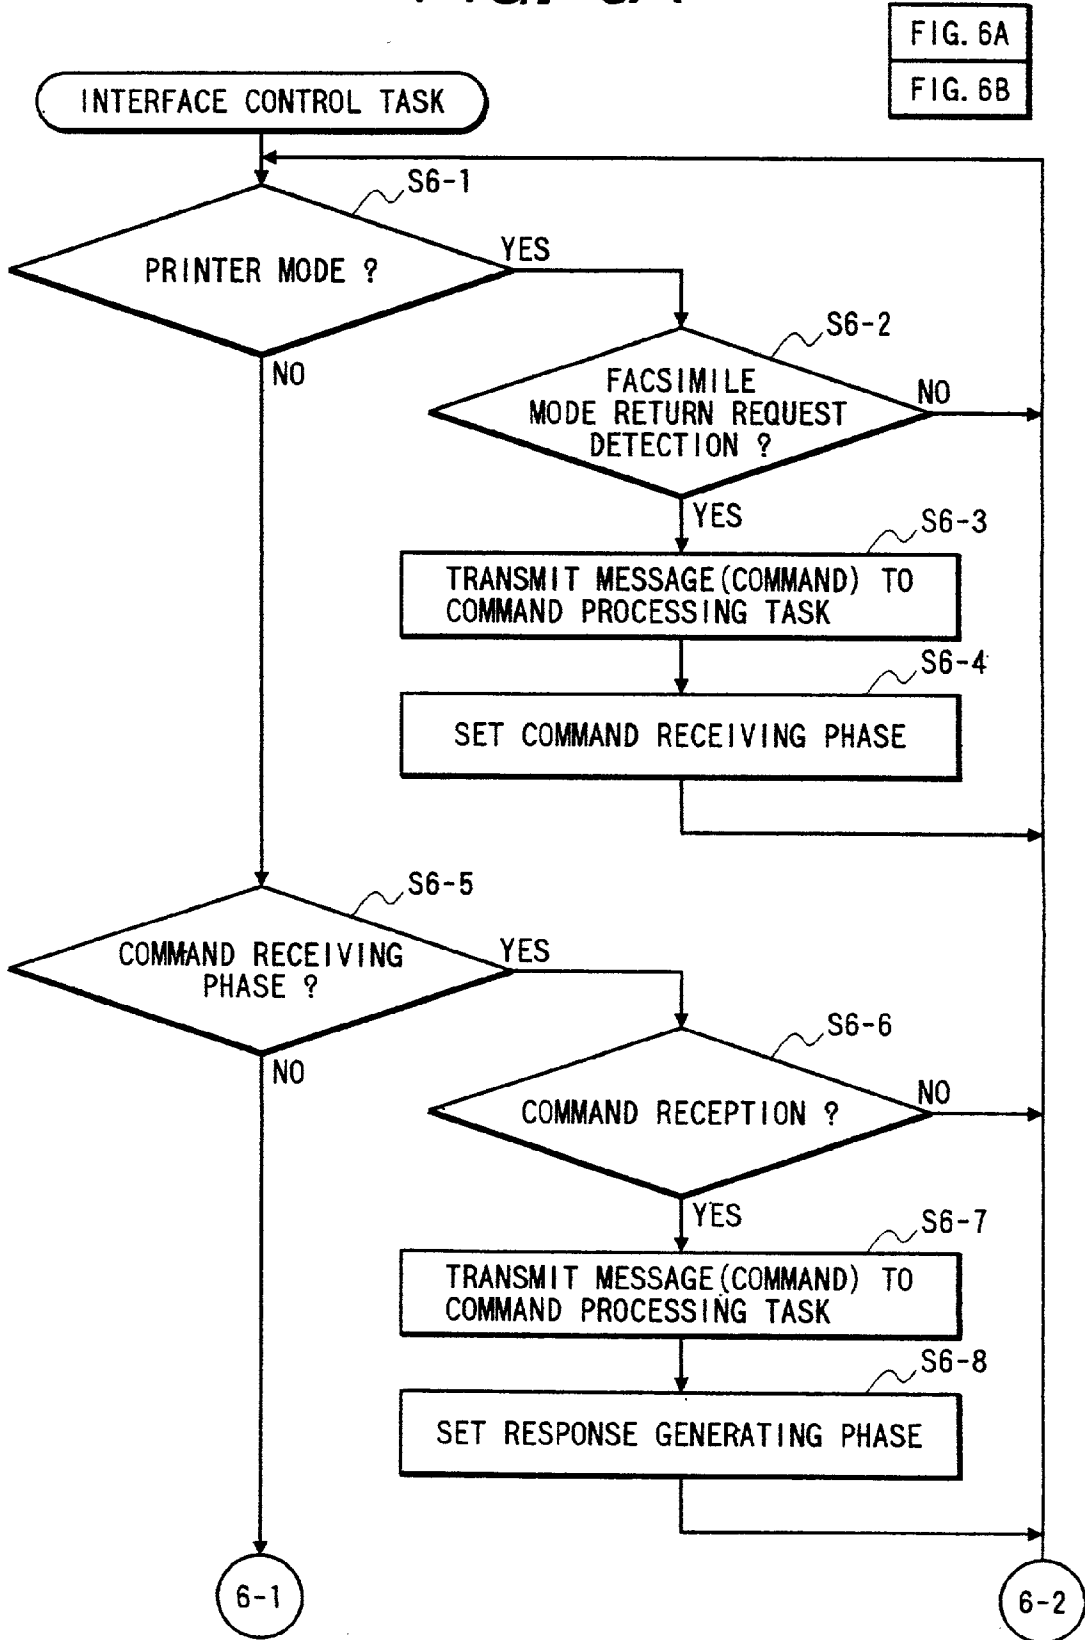 FIG. 6A
FIG. 6B
INTERFACE CONTROL TASK
S6-1
PRINTER MODE ?
YES
NO
S6-2
FACSIMILE
MODE RETURN REQUEST
DETECTION ?
NO
YES
S6-3
TRANSMIT MESSAGE(COMMAND) TO
COMMAND PROCESSING TASK
S6-4
SET COMMAND RECEIVING PHASE
S6-5
COMMAND RECEIVING
PHASE ?
YES
NO
S6-6
COMMAND RECEPTION ?
NO
YES
S6-7
TRANSMIT MESSAGE(COMMAND) TO
COMMAND PROCESSING TASK
S6-8
SET RESPONSE GENERATING PHASE
6-1
6-2